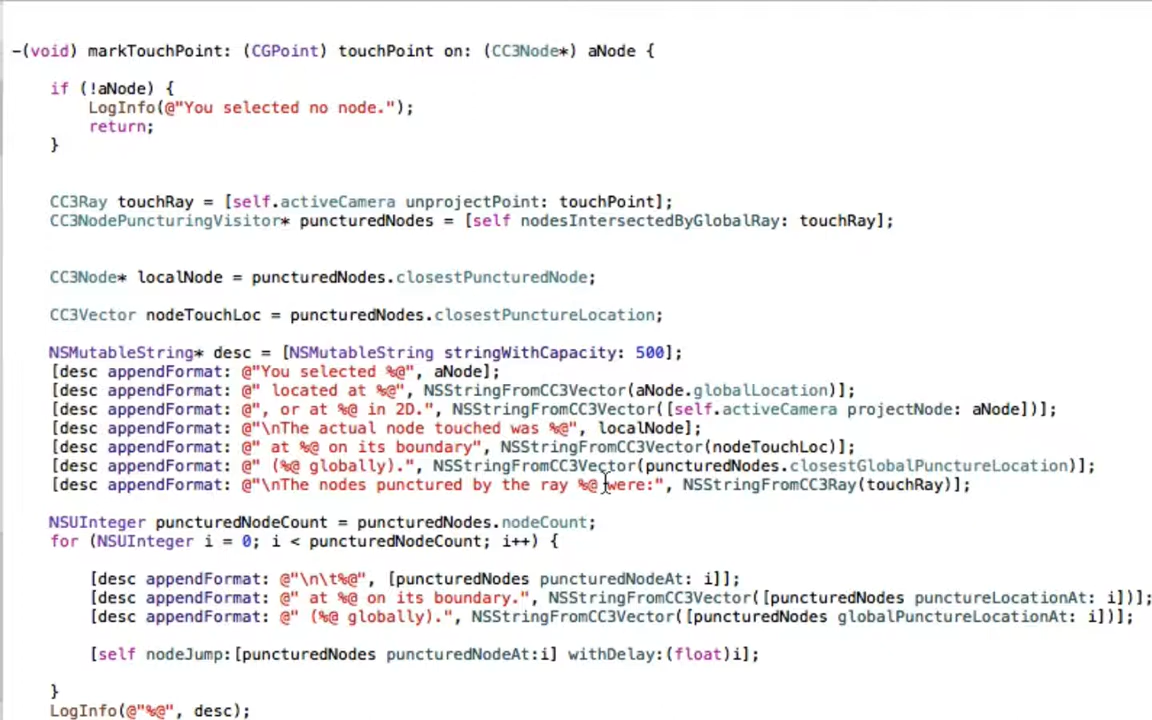 -(void) markTouchPoint: (CGPoint) touchPoint on: (CC3Node*) aNode {
if (!aNode) {
LogInfo(@"You selected no node.");
return;
}
CC3Ray touchRay = [self.activeCamera unprojectPoint: touchPoint];
CC3NodePuncturingVisitor* puncturedNodes = [self nodesIntersectedByGlobalRay: touchRay];
CC3Node* localNode = puncturedNodes.closestPuncturedNode;
CC3Vector nodeTouchLoc = puncturedNodes.closestPunctureLocation;
NSMutableString* desc = [NSMutableString stringWithCapacity: 500];
[desc appendFormat: @"You selected %@", aNode];
[desc appendFormat: @" located at %@", NSStringFromCC3Vector(aNode.globalLocation)];
[desc appendFormat: @", or at %@ in 2D.", NSStringFromCC3Vector([self.activeCamera projectNode: aNode])];
[desc appendFormat: @"\nThe actual node touched was %@", localNode];
[desc appendFormat: @" at %@ on its boundary", NSStringFromCC3Vector(nodeTouchLoc)];
[desc appendFormat: @" (%@ globally).", NSStringFromCC3Vector(puncturedNodes.closestGlobalPunctureLocation)];
[desc appendFormat: @"\nThe nodes punctured by the ray %@ were:", NSStringFromCC3Ray(touchRay)];
NSUInteger puncturedNodeCount = puncturedNodes.nodeCount;
for (NSUInteger i = 0; i < puncturedNodeCount; i++) {
[desc appendFormat: @"\n\t%@", [puncturedNodes puncturedNodeAt: i]];
[desc appendFormat: @" at %@ on its boundary.", NSStringFromCC3Vector([puncturedNodes punctureLocationAt: i])];
[desc appendFormat: @" (%@ globally).", NSStringFromCC3Vector([puncturedNodes globalPunctureLocationAt: i])];
[self nodeJump:[puncturedNodes puncturedNodeAt:i] withDelay:(float)i];
}
LogInfo(@"%@", desc);